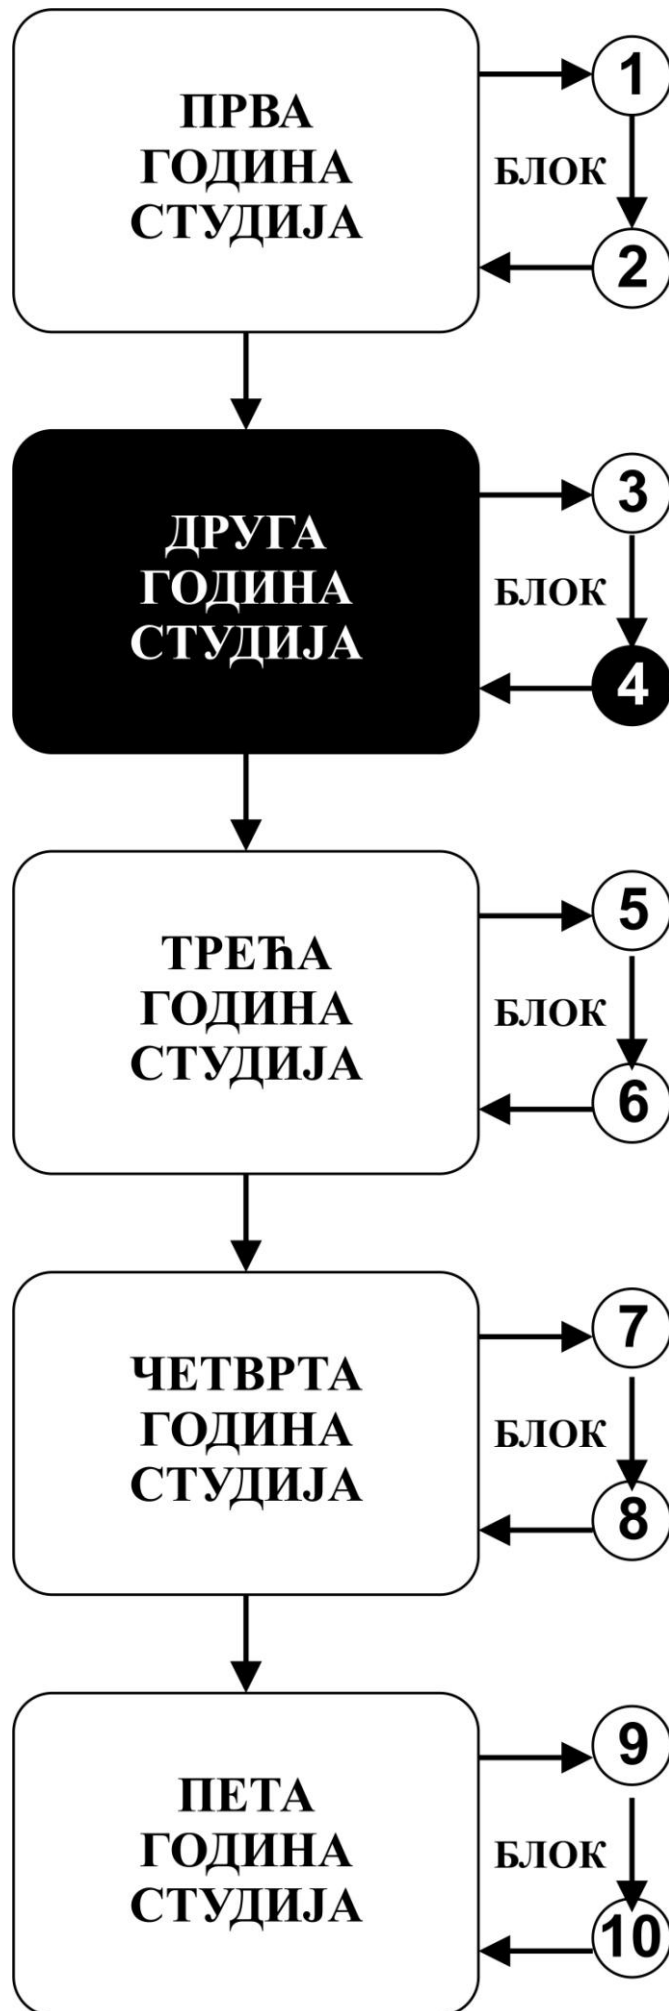 ПРВА
ГОДИНА
СТУДИЈА
1
БЛОК
2
ДРУГА
ГОДИНА
СТУДИЈА
3
БЛОК
4
ТРЕЋА
ГОДИНА
СТУДИЈА
5
БЛОК
6
ЧЕТВРТА
ГОДИНА
СТУДИЈА
7
БЛОК
8
ПЕТА
ГОДИНА
СТУДИЈА
9
БЛОК
10